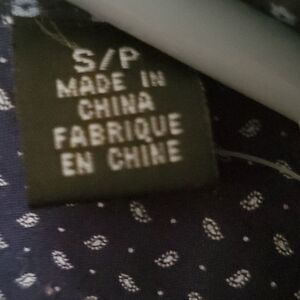 S/P
MADE IN
CHINA
FABRIQUE
EN CHINE